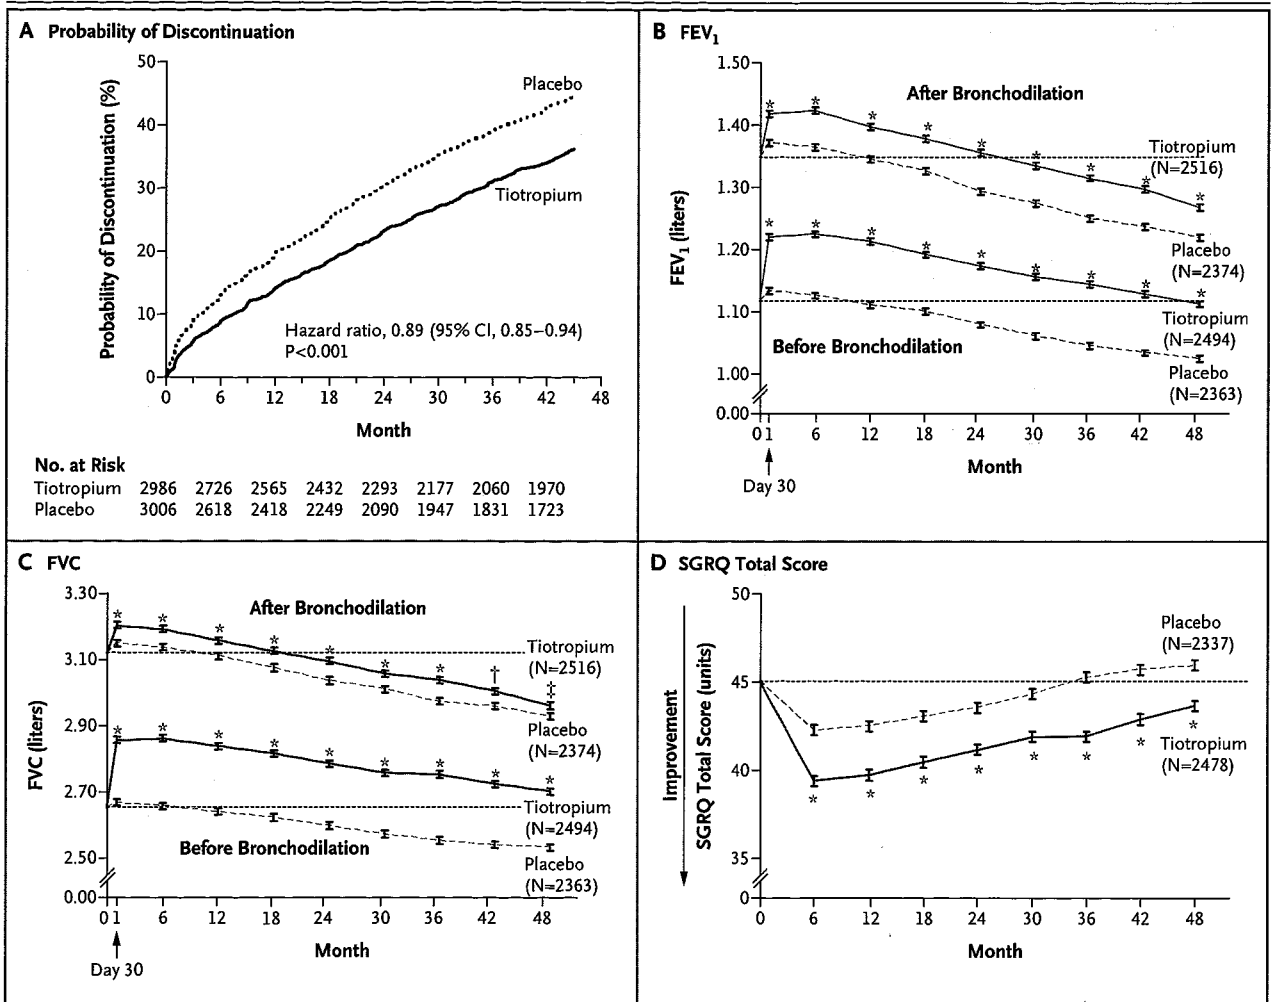 A Probability of Discontinuation
Probability of Discontinuation (%)
50
40
30
20
10
0
Placebo
Tiotropium
Hazard ratio, 0.89 (95% CI, 0.85–0.94)
P<0.001
0 6 12 18 24 30 36 42 48
Month
No. at Risk
Tiotropium 2986 2726 2565 2432 2293 2177 2060 1970
Placebo 3006 2618 2418 2249 2090 1947 1831 1723
B FEV1
FEV1 (liters)
1.50
1.40
1.30
1.20
1.10
1.00
0.00
After Bronchodilation
* * * * * * * * *
Tiotropium
(N=2516)
Placebo
(N=2374)
* * * * * * * * *
Tiotropium
(N=2494)
Before Bronchodilation
Placebo
(N=2363)
0 1 6 12 18 24 30 36 42 48
Month
Day 30
C FVC
FVC (liters)
3.30
3.10
2.90
2.70
2.50
0.00
After Bronchodilation
* * * * * * * † ‡
Tiotropium
(N=2516)
Placebo
(N=2374)
* * * * * * * * *
Tiotropium
(N=2494)
Before Bronchodilation
Placebo
(N=2363)
0 1 6 12 18 24 30 36 42 48
Month
Day 30
D SGRQ Total Score
Improvement
SGRQ Total Score (units)
50
45
40
35
0
Placebo
(N=2337)
Tiotropium
(N=2478)
* * * * * * * *
0 6 12 18 24 30 36 42 48
Month